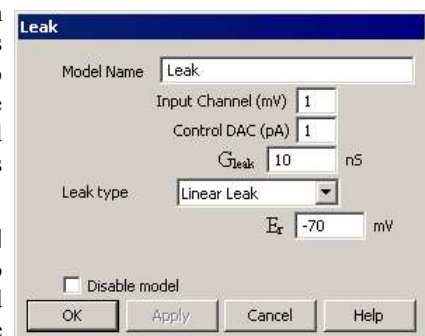 Leak
Model Name Leak
Input Channel (mV) 1
Control DAC (pA) 1
Gleak 10 nS
Leak type Linear Leak
Er -70 mV
Disable model
OK Apply Cancel Help